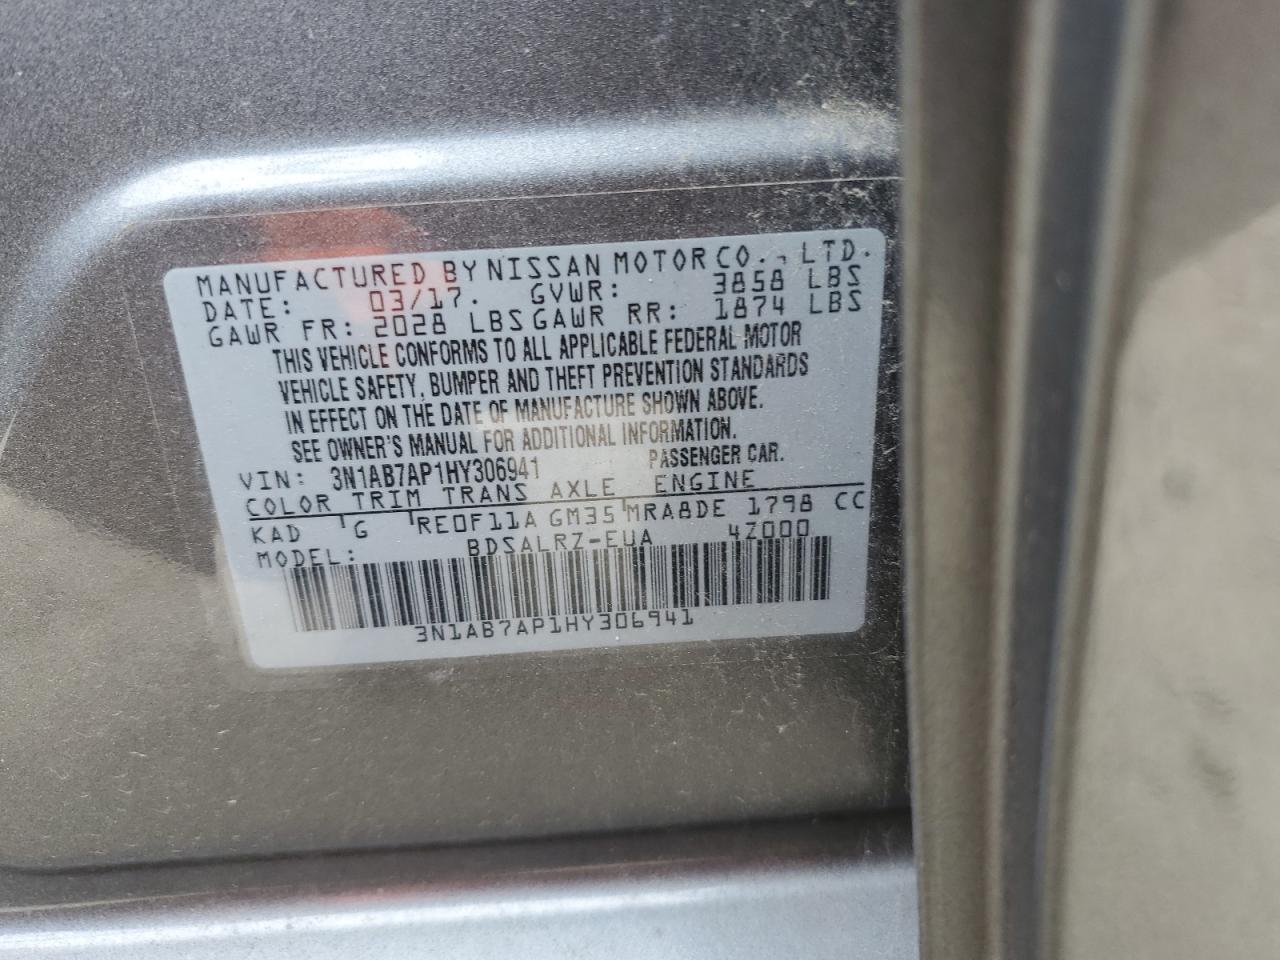 MANUFACTURED BY NISSAN MOTOR CO., LTD.
DATE: 03/17. GVWR: 3858 LBS
GAWR FR: 2028 LBS GAWR RR: 1874 LBS
THIS VEHICLE CONFORMS TO ALL APPLICABLE FEDERAL MOTOR
VEHICLE SAFETY, BUMPER AND THEFT PREVENTION STANDARDS
IN EFFECT ON THE DATE OF MANUFACTURE SHOWN ABOVE.
SEE OWNER'S MANUAL FOR ADDITIONAL INFORMATION.
VIN: 3N1AB7AP1HY306941 PASSENGER CAR.
COLOR TRIM TRANS AXLE ENGINE
KAD G RE0F11A GM35 MRA8DE 1798 CC
MODEL: BDSALRZ-EUA 4Z000
3N1AB7AP1HY306941